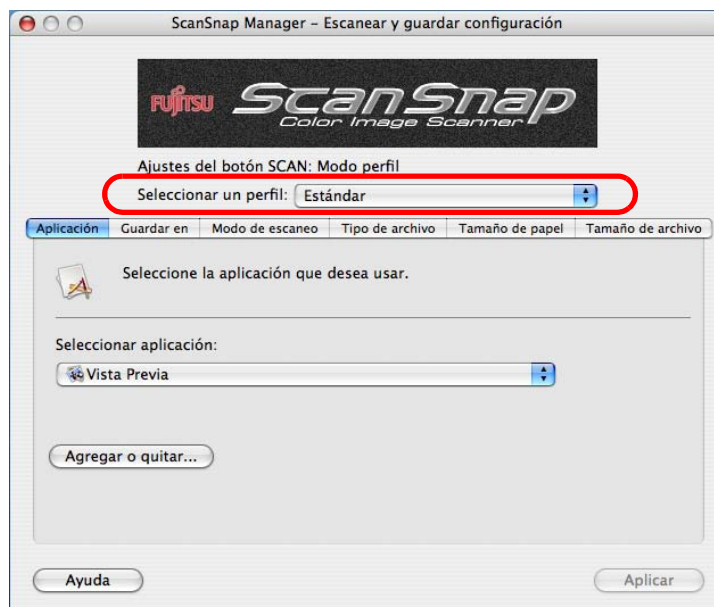 ScanSnap Manager – Escanear y guardar configuración
FUJITSU ScanSnap
Color Image Scanner
Ajustes del botón SCAN: Modo perfil
Seleccionar un perfil: Estándar
Aplicación Guardar en Modo de escaneo Tipo de archivo Tamaño de papel Tamaño de archivo
Seleccione la aplicación que desea usar.
Seleccionar aplicación:
Vista Previa
Agregar o quitar...
Ayuda Aplicar